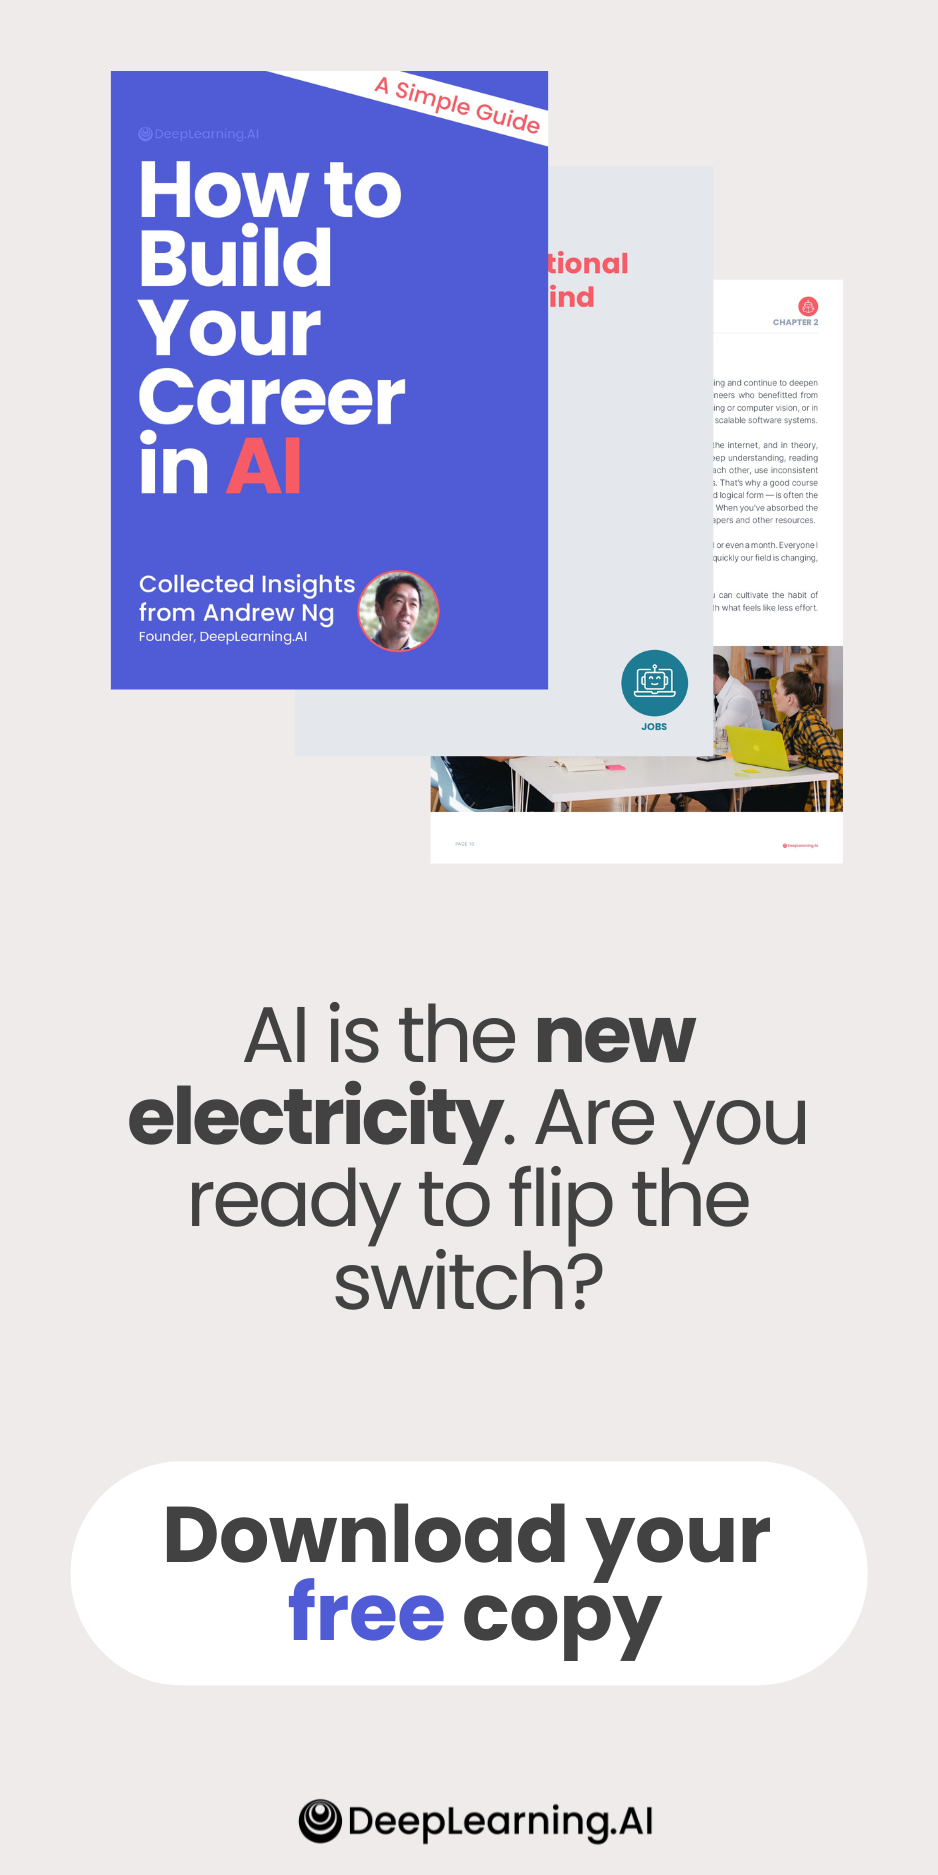 A Simple Guide
DeepLearning.AI
How to
Build
Your
Career
in AI
Collected Insights
from Andrew Ng
Founder, DeepLearning.AI
tional
ind
JOBS
CHAPTER 2
ing and continue to deepen
neers who benefitted from
ing or computer vision, or in
scalable software systems.
the internet, and in theory,
eep understanding, reading
ach other, use inconsistent
s. That's why a good course
d logical form — is often the
When you've absorbed the
apers and other resources.
l or even a month. Everyone I
quickly our field is changing,
u can cultivate the habit of
th what feels like less effort.
PAGE 10
DeepLearning.AI
AI is the new
electricity. Are you
ready to flip the
switch?
Download your
free copy
DeepLearning.AI